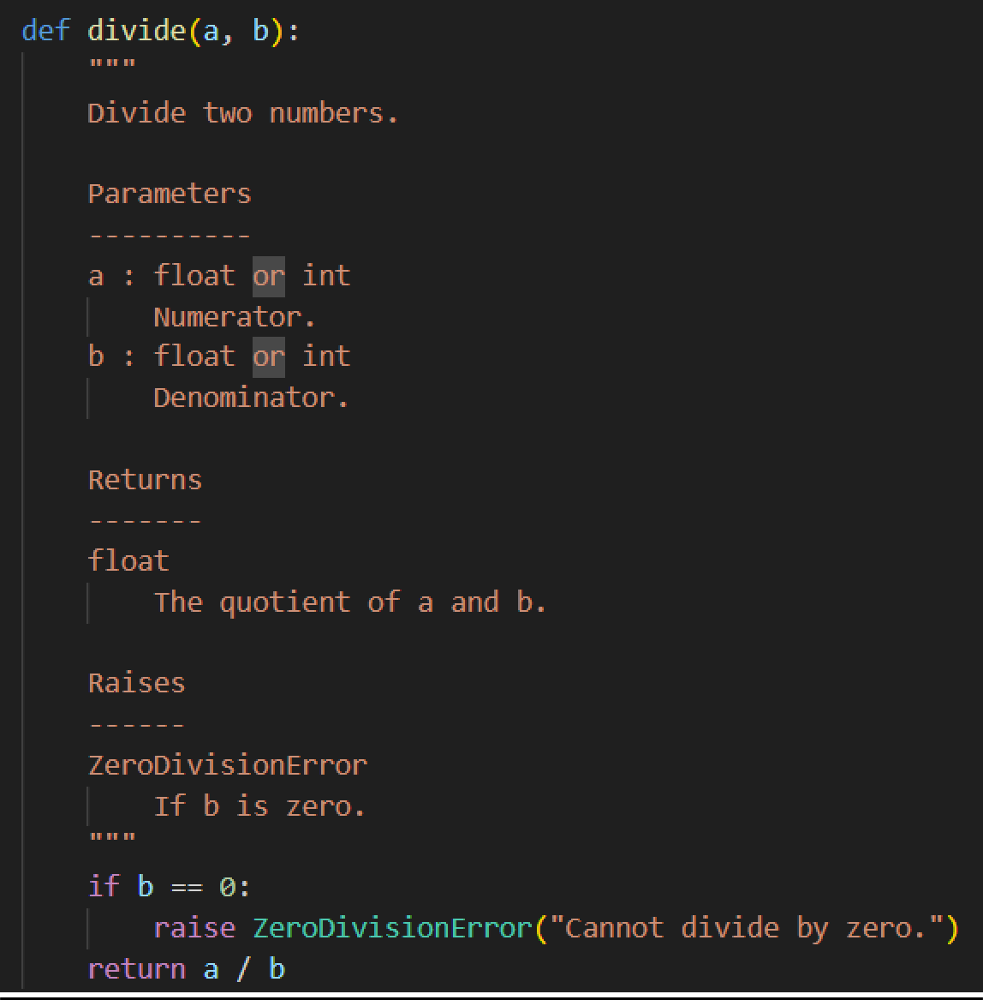 def divide(a, b):
    """
    Divide two numbers.

    Parameters
    ----------
    a : float or int
        Numerator.
    b : float or int
        Denominator.

    Returns
    -------
    float
        The quotient of a and b.

    Raises
    ------
    ZeroDivisionError
        If b is zero.
    """
    if b == 0:
        raise ZeroDivisionError("Cannot divide by zero.")
    return a / b